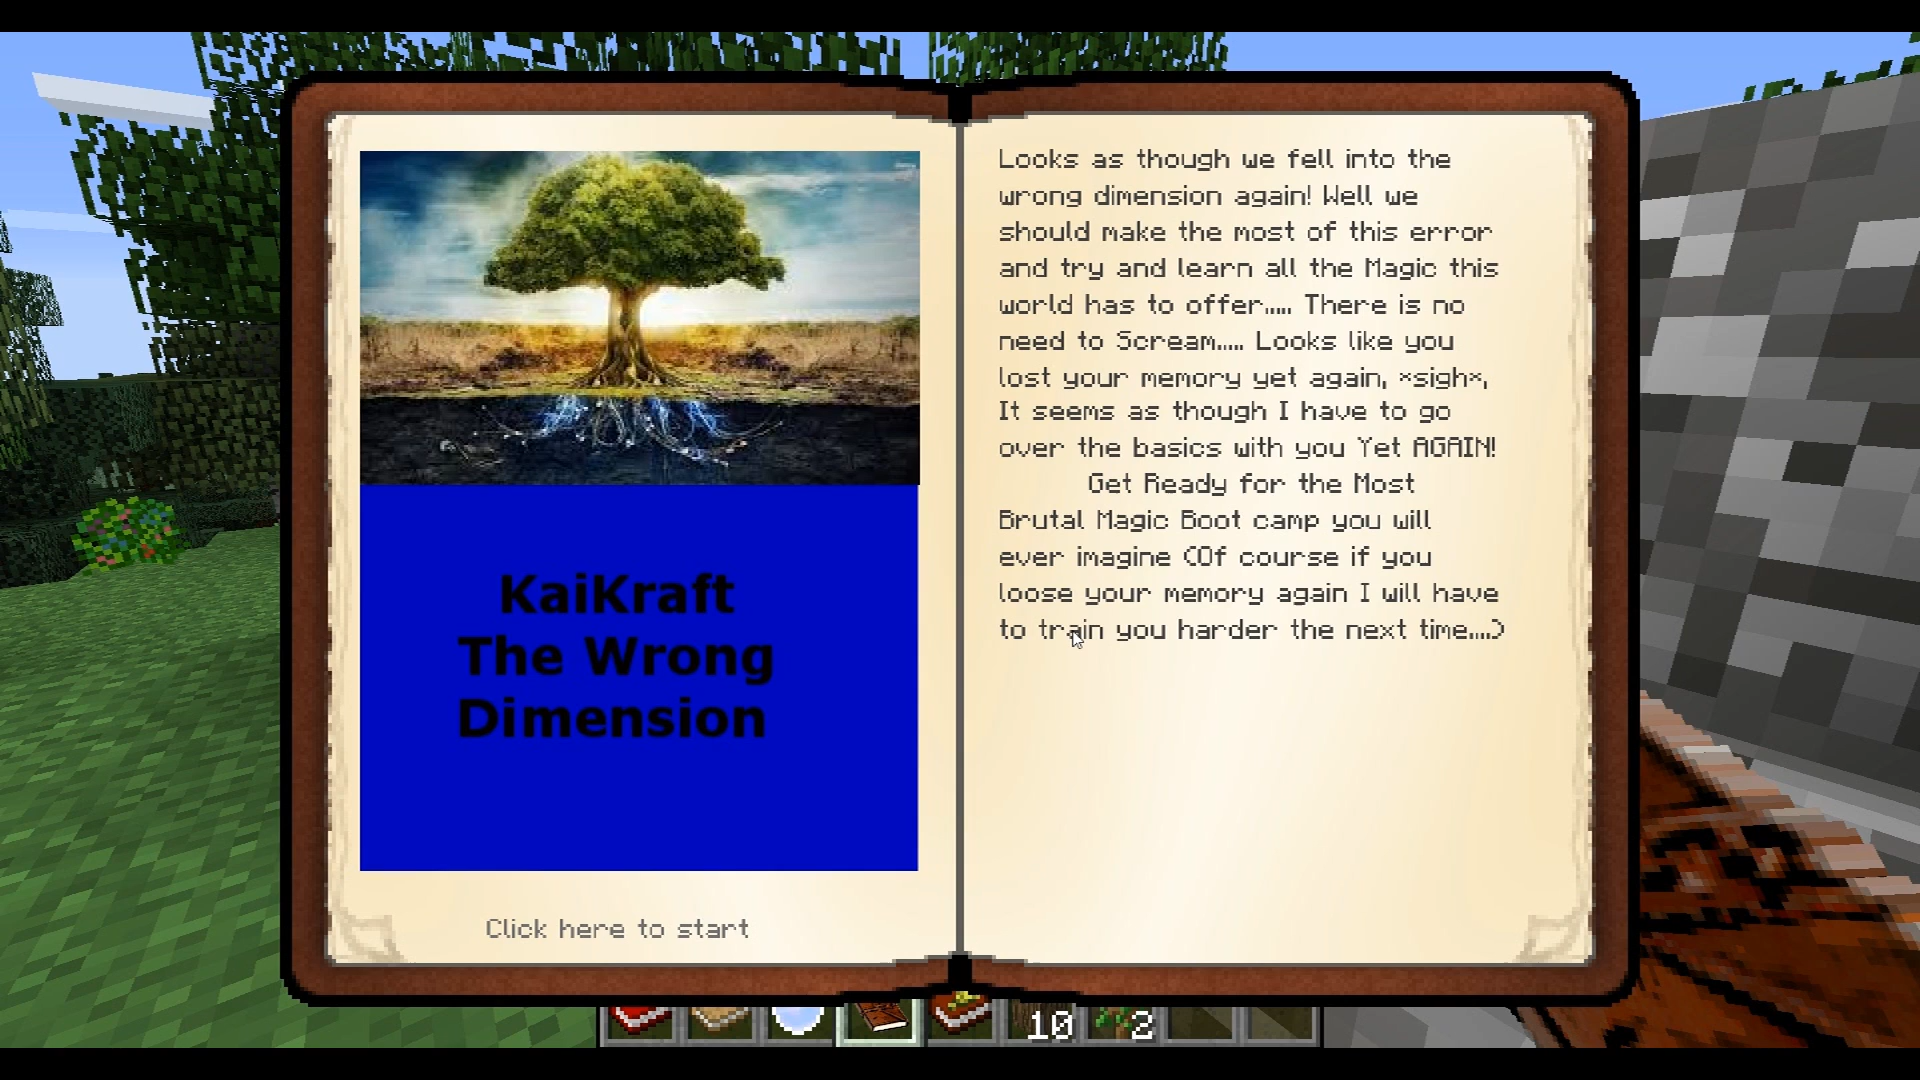 KaiKraft
The Wrong
Dimension
Click here to start
Looks as though we fell into the
wrong dimension again! Well we
should make the most of this error
and try and learn all the Magic this
world has to offer..... There is no
need to Scream..... Looks like you
lost your memory yet again, *sigh*,
It seems as though I have to go
over the basics with you Yet AGAIN!
Get Ready for the Most
Brutal Magic Boot camp you will
ever imagine (Of course if you
loose your memory again I will have
to train you harder the next time....)
10
2